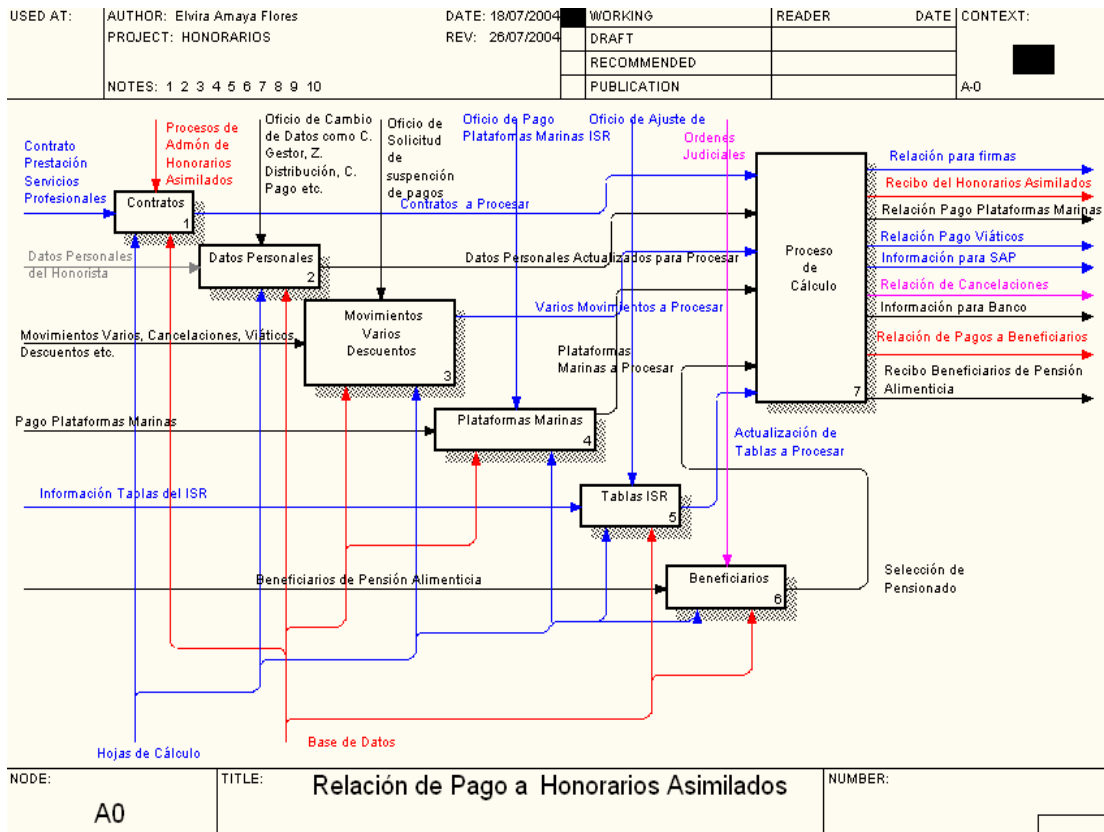 USED AT:
AUTHOR: Elvira Amaya Flores
DATE: 18/07/2004
PROJECT: HONORARIOS
REV: 26/07/2004
NOTES: 1 2 3 4 5 6 7 8 9 10
WORKING
DRAFT
RECOMMENDED
PUBLICATION
READER
DATE
CONTEXT:
A-0
Contrato
Prestación
Servicios
Profesionales
Procesos de
Admón de
Honorarios
Asimilados
Oficio de Cambio
de Datos como C.
Gestor, Z.
Distribución, C.
Pago etc.
Oficio de
Solicitud
de
suspención
de pagos
Oficio de Pago
Plataformas Marinas
Oficio de Ajuste de
ISR
Ordenes
Judiciales
Contratos
1
Contratos a Procesar
Datos Personales
del Honorista
Datos Personales
2
Datos Personales Actualizados para Procesar
Movimientos Varios, Cancelaciones, Viáticos,
Descuentos etc.
Movimientos
Varios
Descuentos
3
Varios Movimientos a Procesar
Plataformas
Marinas a Procesar
Pago Plataformas Marinas
Plataformas Marinas
4
Información Tablas del ISR
Tablas ISR
5
Actualización de
Tablas a Procesar
Beneficiarios de Pensión Alimenticia
Beneficiarios
6
Selección de
Pensionado
Proceso
de
Cálculo
7
Relación para firmas
Recibo del Honorarios Asimilados
Relación Pago Plataformas Marinas
Relación Pago Viáticos
Información para SAP
Relación de Cancelaciones
Información para Banco
Relación de Pagos a Beneficiarios
Recibo Beneficiarios de Pensión
Alimenticia
Hojas de Cálculo
Base de Datos
NODE:
A0
TITLE:
Relación de Pago a Honorarios Asimilados
NUMBER: